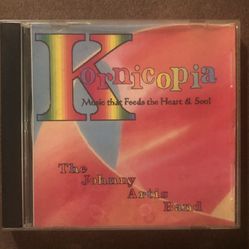 Kornicopia
Music that Feeds the Heart & Soul
The
Johnny
Artis
Band